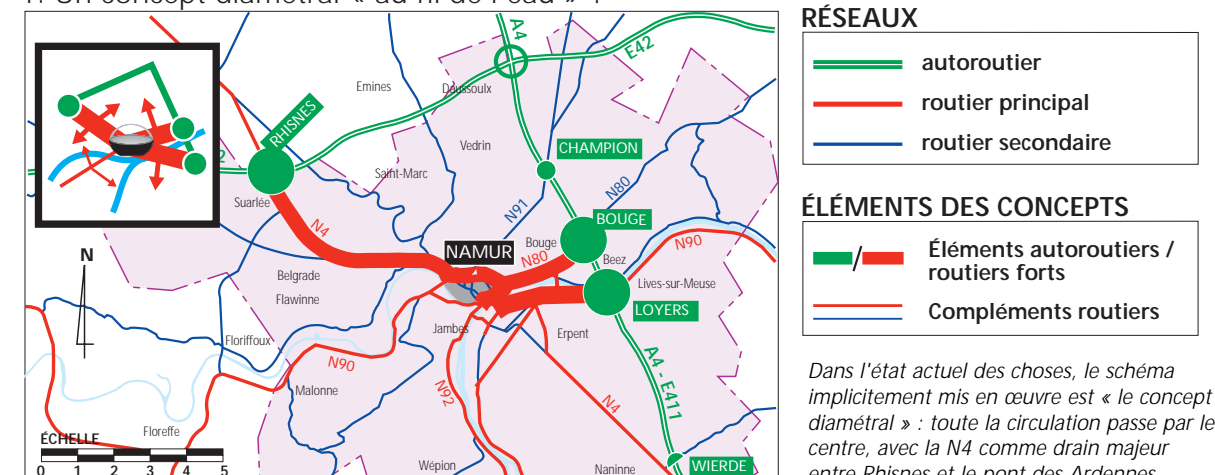 1. Un concept diamétral « au fil de l'eau » ?
A4
E42
Emines
Daussoulx
RHISNES
CHAMPION
Vedrin
Saint-Marc
N80
Suarlée
N91
BOUGE
N4
N
NAMUR
Bouge
N90
N80
Beez
Belgrade
Lives-sur-Meuse
Flawinne
LOYERS
Jambes
Erpent
Floriffoux
N90
A4 - E411
Malonne
N92
N4
Floreffe
ÉCHELLE
Wépion
Naninne
WIERDE
0 1 2 3 4 5
RÉSEAUX
autoroutier
routier principal
routier secondaire
ÉLÉMENTS DES CONCEPTS
Éléments autoroutiers /
routiers forts
Compléments routiers
Dans l'état actuel des choses, le schéma
implicitement mis en œuvre est « le concept
diamétral » : toute la circulation passe par le
centre, avec la N4 comme drain majeur
entre Rhisnes et le pont des Ardennes